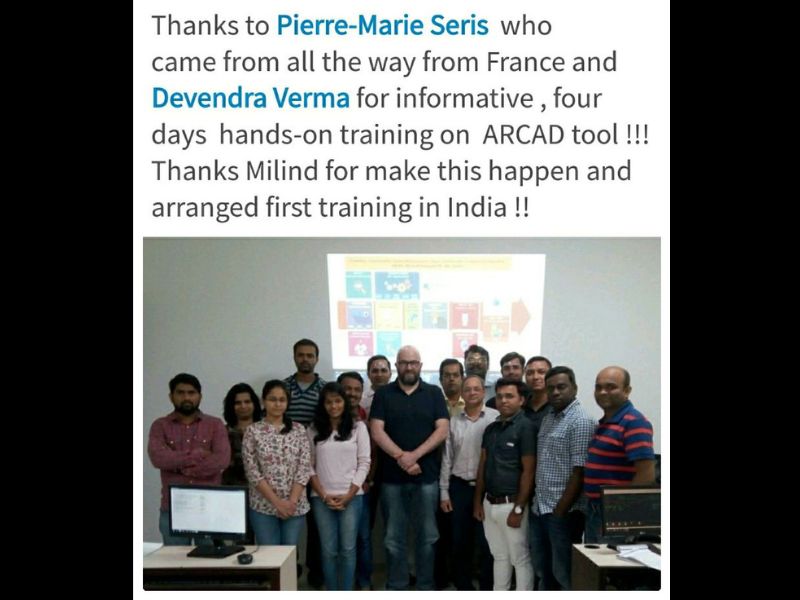 Thanks to Pierre-Marie Seris who
came from all the way from France and
Devendra Verma for informative , four
days hands-on training on ARCAD tool !!!
Thanks Milind for make this happen and
arranged first training in India !!